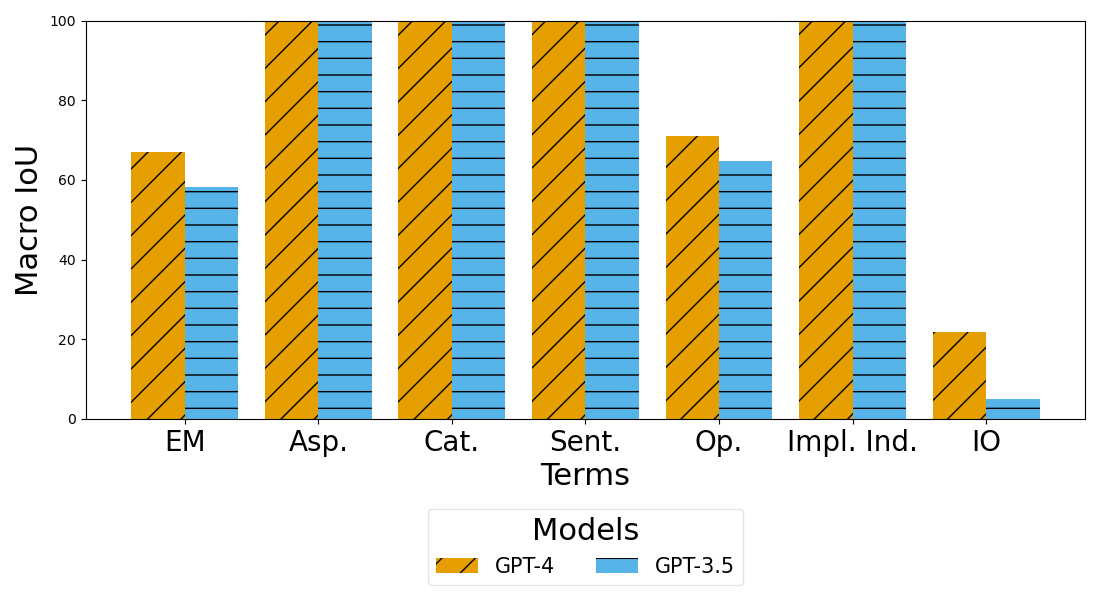 100
80
60
40
20
0
Macro IoU
EM Asp. Cat. Sent. Op. Impl. Ind. IO
Terms
Models
GPT-4 GPT-3.5